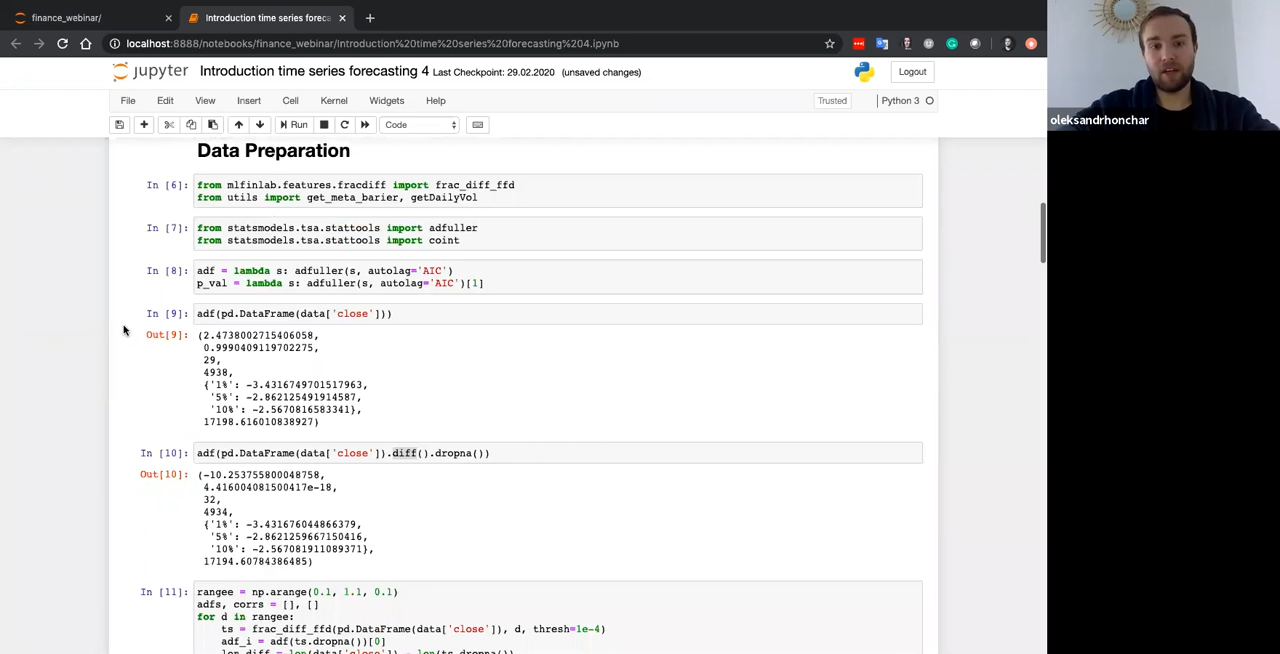 finance_webinar/
Introduction time series foreca
localhost:8888/notebooks/finance_webinar/Introduction%20time%20series%20forecasting%204.ipynb
jupyter Introduction time series forecasting 4 Last Checkpoint: 29.02.2020 (unsaved changes)
Logout
File Edit View Insert Cell Kernel Widgets Help
Trusted
Python 3
Run
Code
oleksandrhonchar
Data Preparation
In [6]: from mlfinlab.features.fracdiff import frac_diff_ffd
from utils import get_meta_barier, getDailyVol
In [7]: from statsmodels.tsa.stattools import adfuller
from statsmodels.tsa.stattools import coint
In [8]: adf = lambda s: adfuller(s, autolag='AIC')
p_val = lambda s: adfuller(s, autolag='AIC')[1]
In [9]: adf(pd.DataFrame(data['close']))
Out[9]: (2.4738002715406058,
0.9990409119702275,
29,
4938,
{'1%': -3.4316749701517963,
'5%': -2.862125491914587,
'10%': -2.5670816583341},
17198.616010838927)
In [10]: adf(pd.DataFrame(data['close']).diff().dropna())
Out[10]: (-10.253755800048758,
4.416004081500417e-18,
32,
4934,
{'1%': -3.431676044866379,
'5%': -2.8621259667150416,
'10%': -2.567081911089371},
17194.60784386485)
In [11]: rangee = np.arange(0.1, 1.1, 0.1)
adfs, corrs = [], []
for d in rangee:
ts = frac_diff_ffd(pd.DataFrame(data['close']), d, thresh=1e-4)
adf_i = adf(ts.dropna())[0]
len_diff = len(data['close']) - len(ts.dropna())